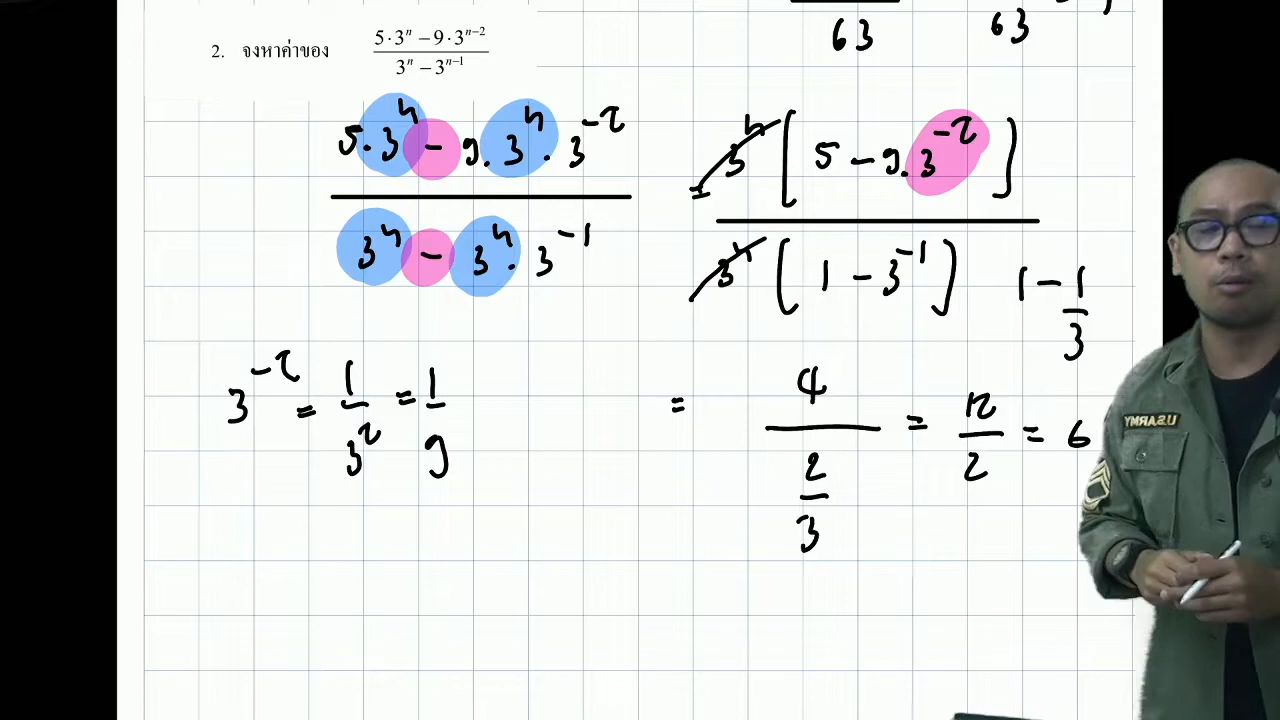 63 63
2. จงหาค่าของ (5·3ⁿ − 9·3ⁿ⁻²)/(3ⁿ − 3ⁿ⁻¹)
(5·3ⁿ − 9·3ⁿ·3⁻²)/(3ⁿ − 3ⁿ·3⁻¹)
(3ⁿ[5 − 9·3⁻²])/(3ⁿ[1 − 3⁻¹])
1 − 1/3
3⁻² = 1/3² = 1/9
= 4/(2/3) = 12/2 = 6
U.S.ARMY